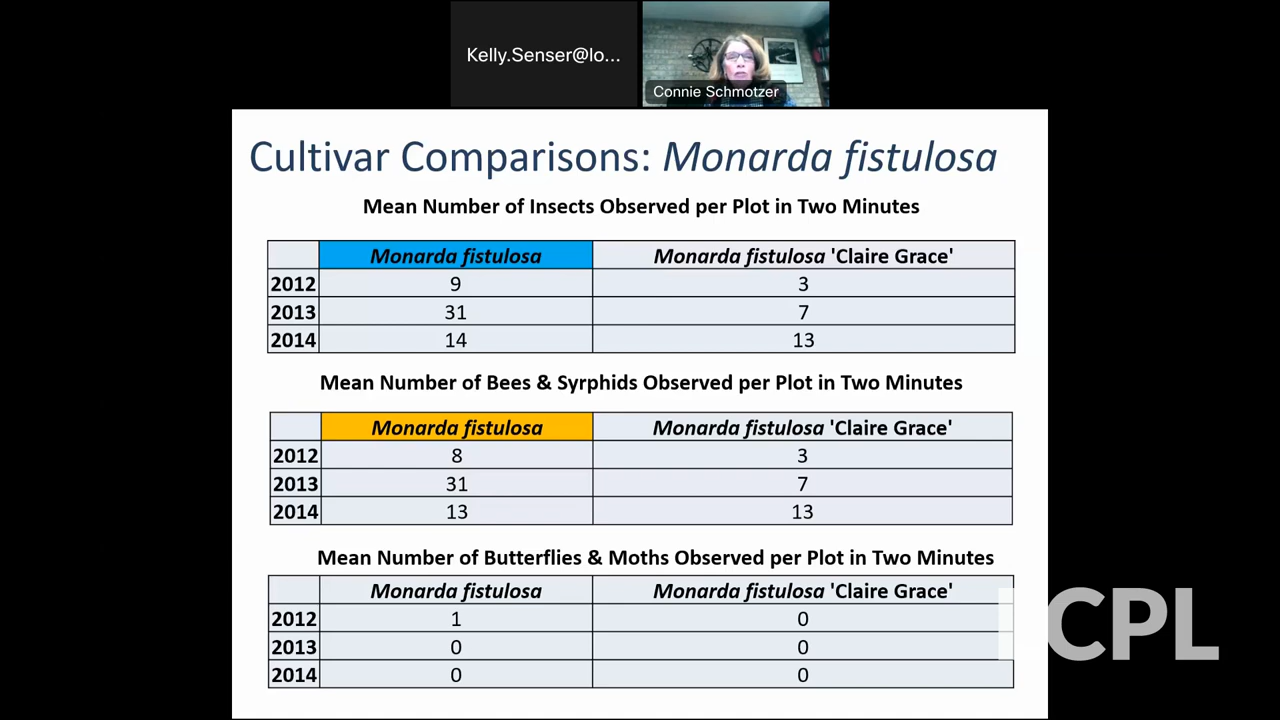 Kelly.Senser@lo...
Connie Schmotzer
Cultivar Comparisons: Monarda fistulosa
Mean Number of Insects Observed per Plot in Two Minutes
Monarda fistulosa Monarda fistulosa 'Claire Grace'
2012 9 3
2013 31 7
2014 14 13
Mean Number of Bees & Syrphids Observed per Plot in Two Minutes
Monarda fistulosa Monarda fistulosa 'Claire Grace'
2012 8 3
2013 31 7
2014 13 13
Mean Number of Butterflies & Moths Observed per Plot in Two Minutes
Monarda fistulosa Monarda fistulosa 'Claire Grace'
2012 1 0
2013 0 0
2014 0 0
LCPL